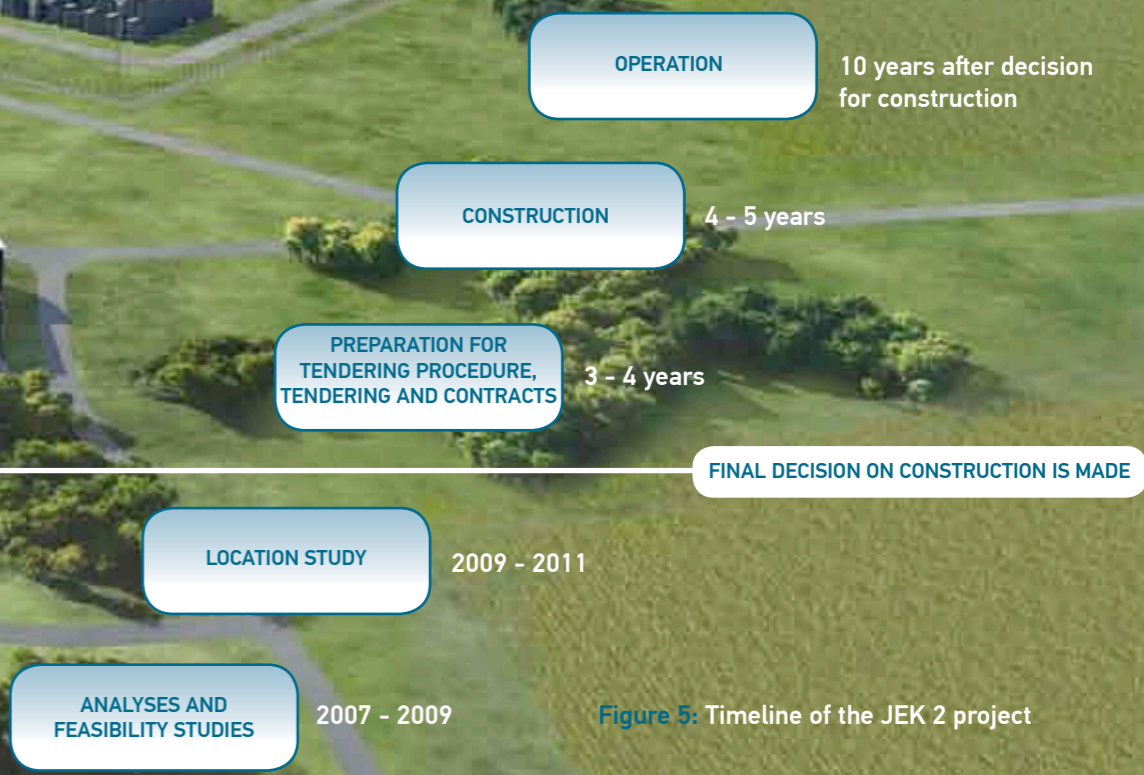 OPERATION
10 years after decision
for construction
CONSTRUCTION
4 - 5 years
PREPARATION FOR
TENDERING PROCEDURE,
TENDERING AND CONTRACTS
3 - 4 years
FINAL DECISION ON CONSTRUCTION IS MADE
LOCATION STUDY
2009 - 2011
ANALYSES AND
FEASIBILITY STUDIES
2007 - 2009
Figure 5: Timeline of the JEK 2 project